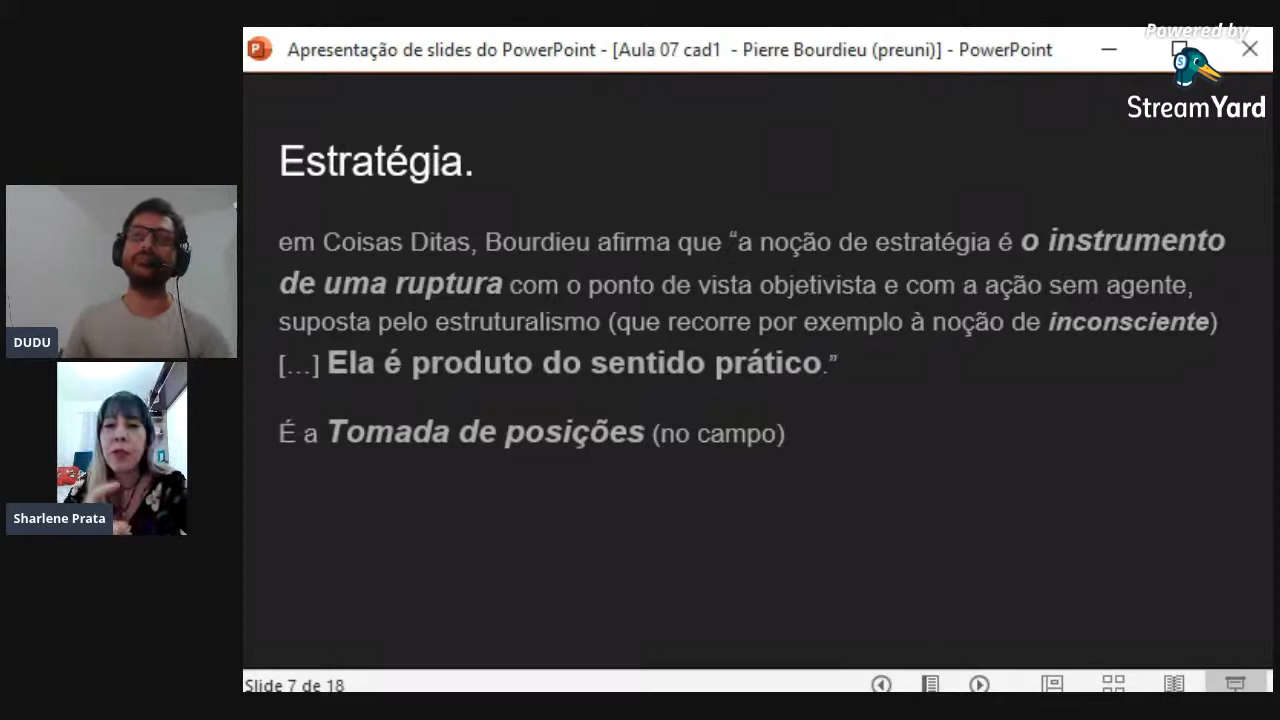 Apresentação de slides do PowerPoint - [Aula 07 cad1 - Pierre Bourdieu (preuni)] - PowerPoint
Powered by
StreamYard
Estratégia.
em Coisas Ditas, Bourdieu afirma que “a noção de estratégia é o instrumento
de uma ruptura com o ponto de vista objetivista e com a ação sem agente,
suposta pelo estruturalismo (que recorre por exemplo à noção de inconsciente)
[...] Ela é produto do sentido prático.”
É a Tomada de posições (no campo)
DUDU
Sharlene Prata
Slide 7 de 18